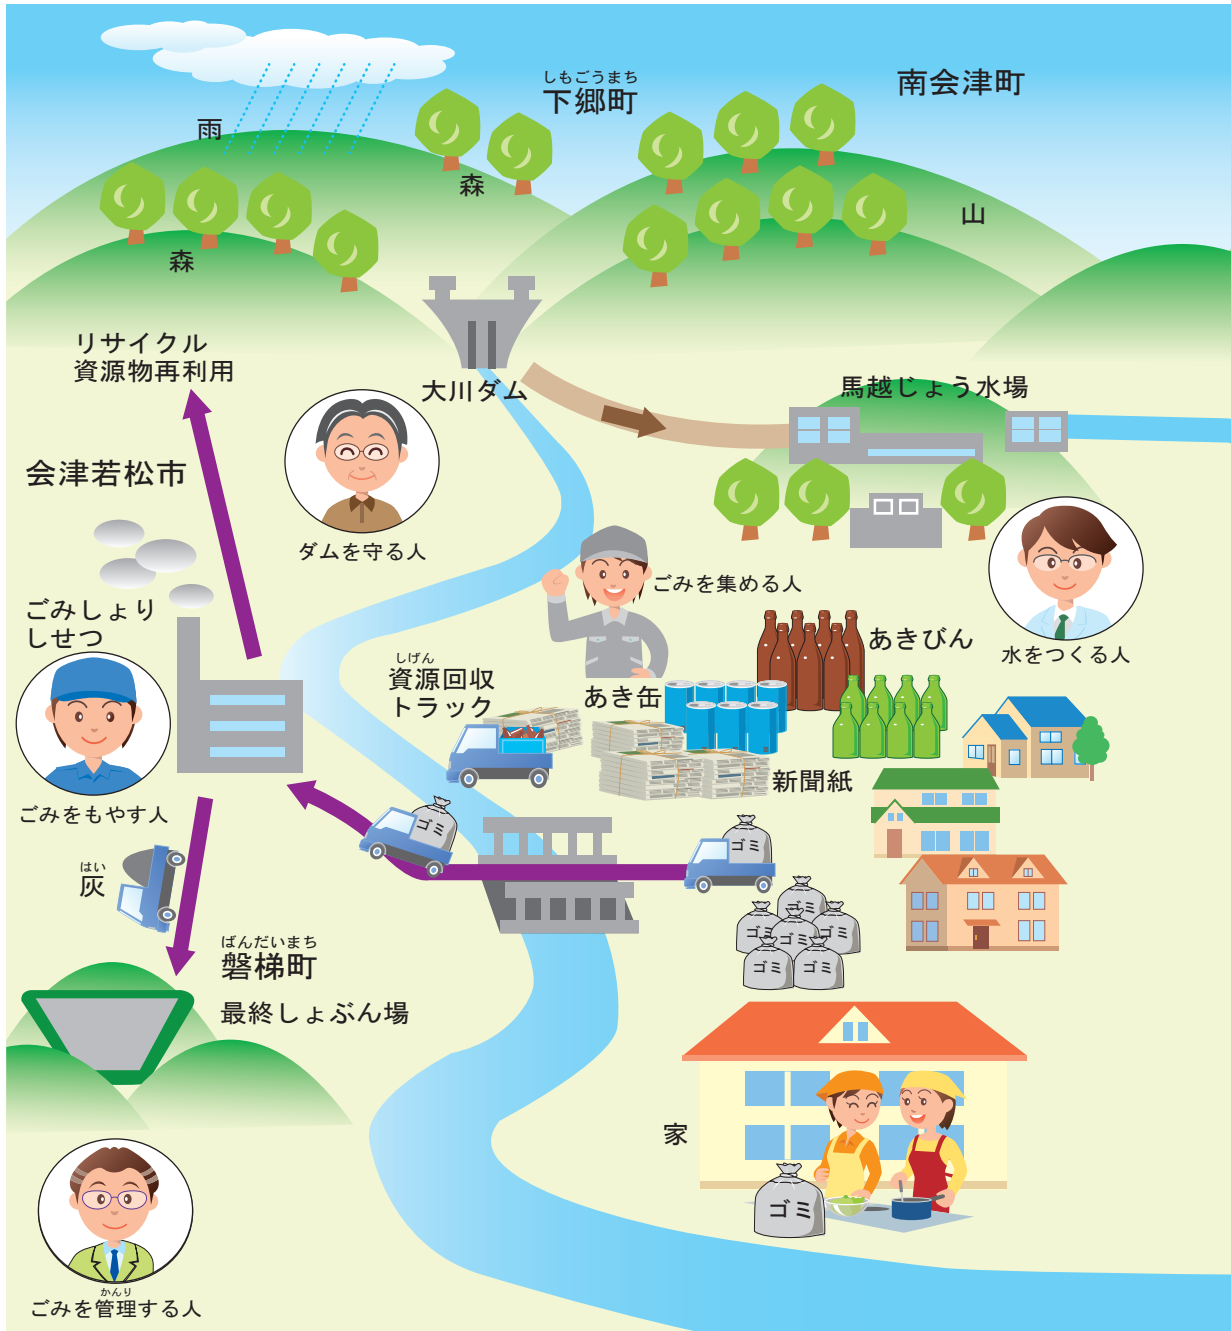 しもごうまち
下郷町
南会津町
雨
森
山
森
リサイクル
資源物再利用
大川ダム
馬越じょう水場
会津若松市
ダムを守る人
ごみを集める人
ごみしょり
しせつ
あきびん
水をつくる人
しげん
資源回収
トラック
あき缶
新聞紙
ごみをもやす人
ゴミ
ゴミ
はい
灰
ゴミ
ゴミ
ゴミ
ゴミ
ゴミ
ゴミ
ばんだいまち
磐梯町
最終しょぶん場
家
ゴミ
かんり
ごみを管理する人